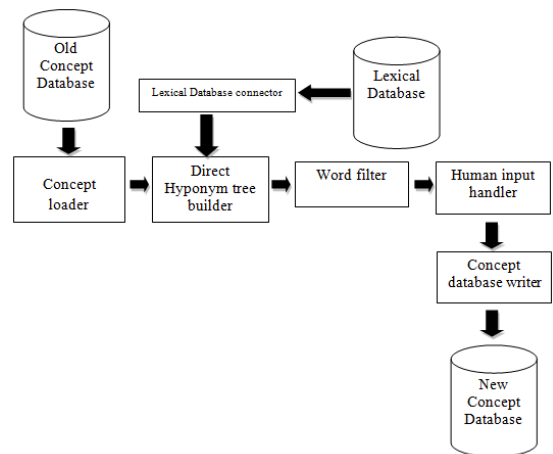 Old
Concept
Database
Lexical
Database
Lexical Database connector
Concept
loader
Direct
Hyponym tree
builder
Word filter
Human input
handler
Concept
database writer
New
Concept
Database